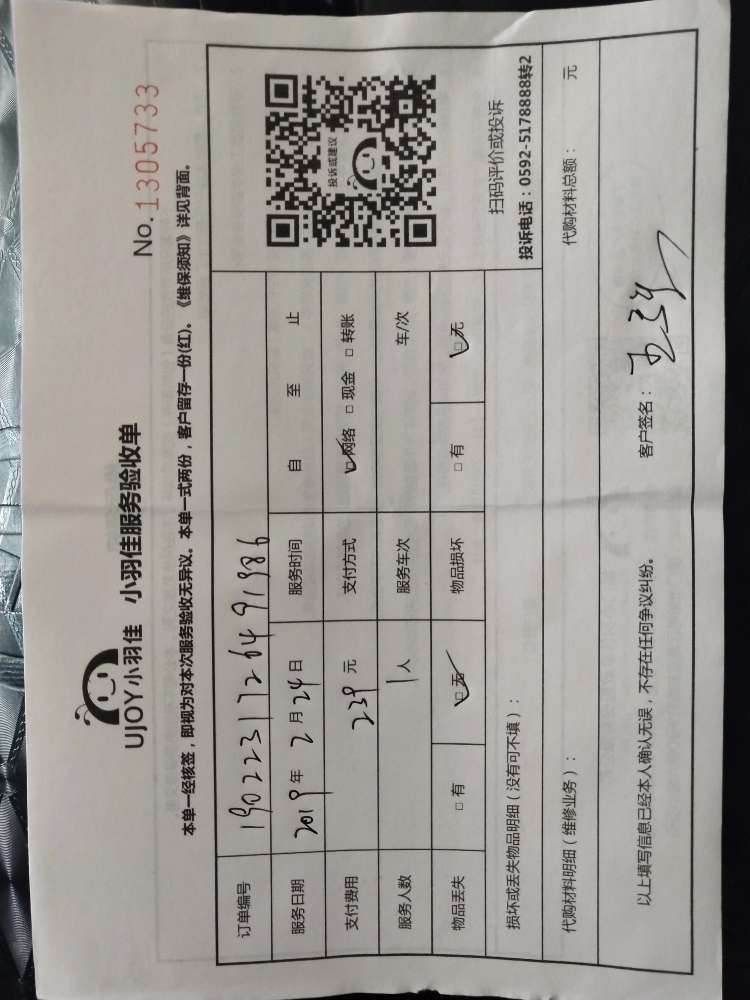 UJOY小羽佳 小羽佳服务验收单
No.1305733
本单一经核签，即视为对本次服务验收无异议。本单一式两份，客户留存一份(红)。《维保须知》详见背面。
订单编号 190223172649 1386
服务日期 2019年 2月 24日 服务时间 自 至 止
支付费用 239 元 支付方式 □网络 □现金 □转账
服务人数 1人 服务车次 车/次
物品丢失 □有 □无 物品损坏 □有 □无
投诉或建议
扫码评价或投诉
投诉电话：0592-5178888转2
损坏或丢失物品明细（没有可不填）：
代购材料明细（维修业务）： 代购材料总额： 元
以上填写信息已经本人确认无误，不存在任何争议纠纷。 客户签名：